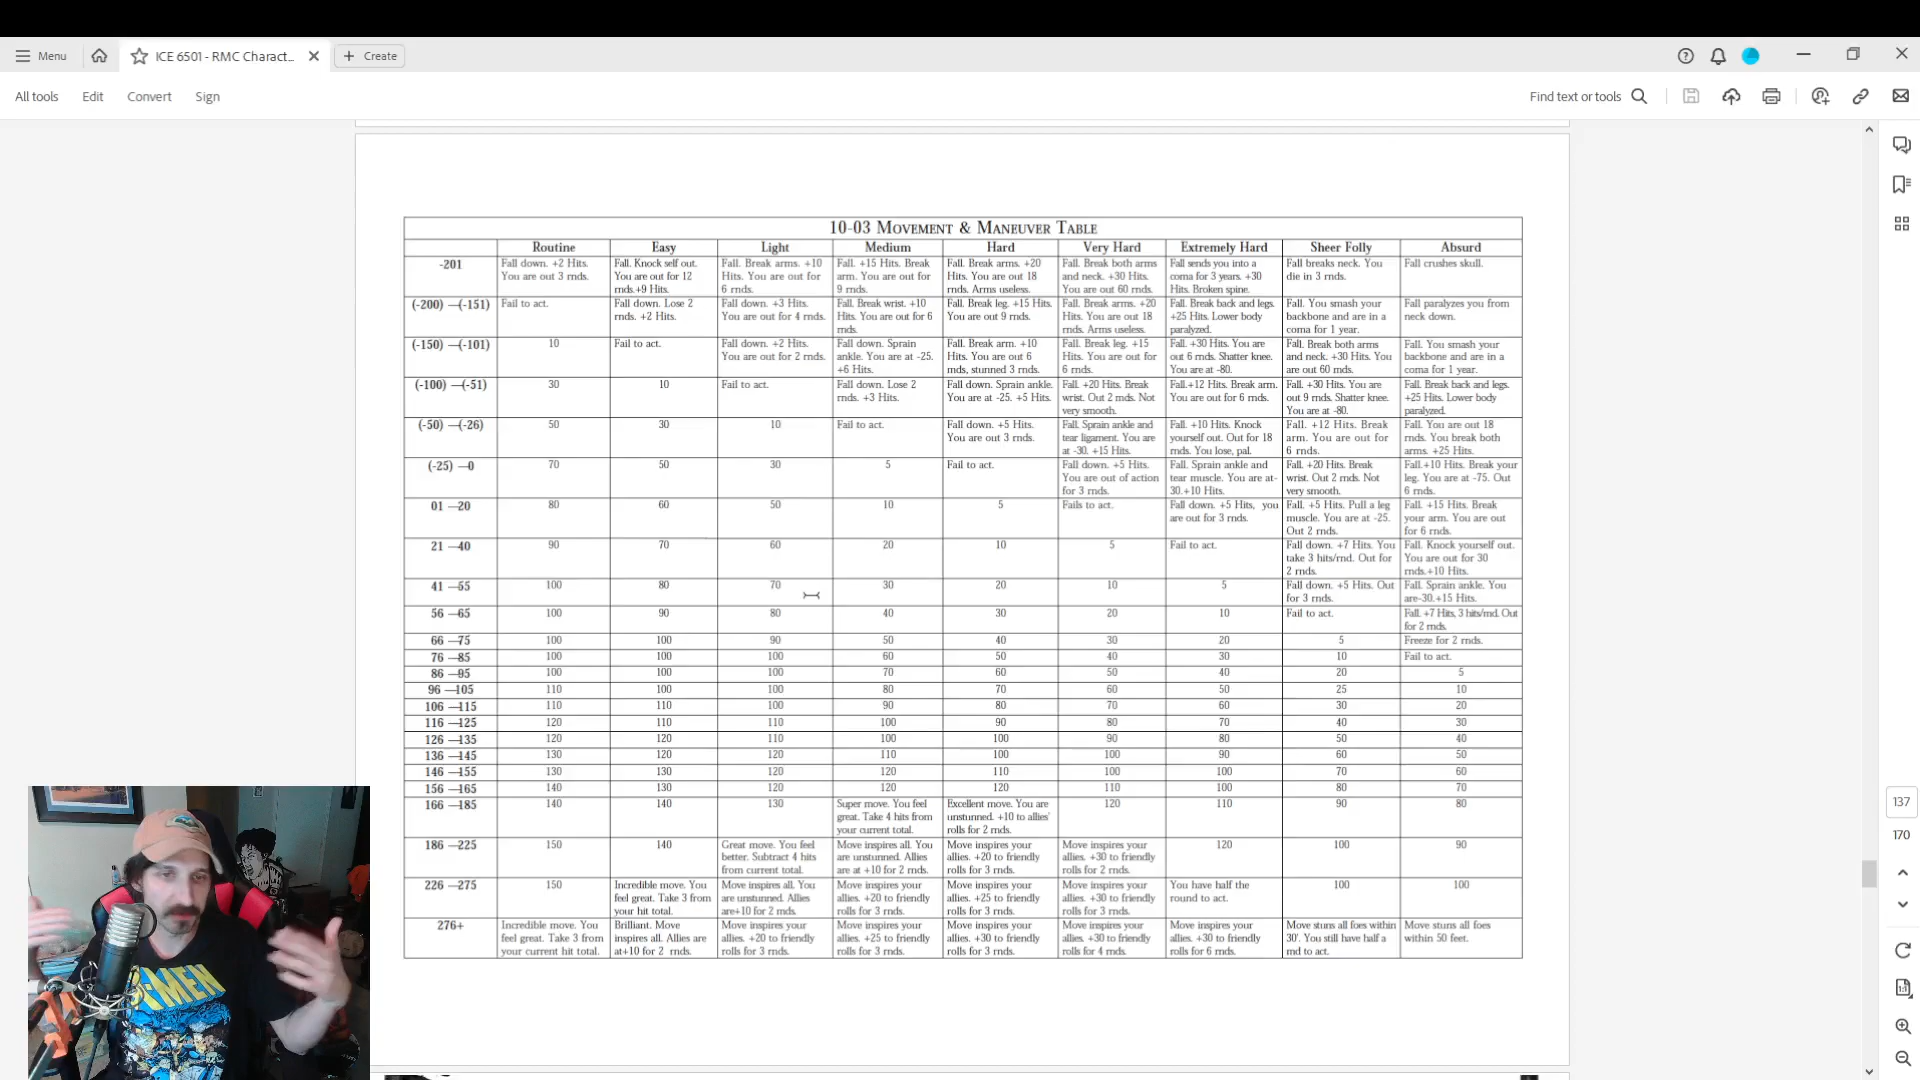 Menu
ICE 6501 - RMC Charact...
Create
All tools
Edit
Convert
Sign
Find text or tools
10-03 MOVEMENT & MANEUVER TABLE
Routine Easy Light Medium Hard Very Hard Extremely Hard Sheer Folly Absurd
-201
Fall down. +2 Hits.
You are out 3 rnds.
Fall. Knock self out.
You are out for 12
rnds.+9 Hits.
Fall. Break arms. +10
Hits. You are out for
6 rnds.
Fall. +15 Hits. Break
arm. You are out for
9 rnds.
Fall. Break arms. +20
Hits. You are out 18
rnds. Arms useless.
Fall. Break both arms
and neck. +30 Hits.
You are out 60 rnds.
Fall sends you into a
coma for 3 years. +30
Hits. Broken spine.
Fall breaks neck. You
die in 3 rnds.
Fall crushes skull.
(-200) —(-151)
Fail to act.
Fall down. Lose 2
rnds. +2 Hits.
Fall down. +3 Hits.
You are out for 4 rnds.
Fall. Break wrist. +10
Hits. You are out for 6
rnds.
Fall. Break leg. +15 Hits.
You are out 9 rnds.
Fall. Break arms. +20
Hits. You are out 18
rnds. Arms useless.
Fall. Break back and legs.
+25 Hits. Lower body
paralyzed.
Fall. You smash your
backbone and are in a
coma for 1 year.
Fall paralyzes you from
neck down.
(-150) —(-101)
10
Fail to act.
Fall down. +2 Hits.
You are out for 2 rnds.
Fall down. Sprain
ankle. You are at -25.
+6 Hits.
Fall. Break arm. +10
Hits. You are out 6
rnds, stunned 3 rnds.
Fall. Break leg. +15
Hits. You are out for
6 rnds.
Fall. +30 Hits. You are
out 6 rnds. Shatter knee.
You are at -80.
Fall. Break both arms
and neck. +30 Hits. You
are out 60 rnds.
Fall. You smash your
backbone and are in a
coma for 1 year.
(-100) —(-51)
30
10
Fail to act.
Fall down. Lose 2
rnds. +3 Hits.
Fall down. Sprain ankle.
You are at -25. +5 Hits.
Fall. +20 Hits. Break
wrist. Out 2 rnds. Not
very smooth.
Fall.+12 Hits. Break arm.
You are out for 6 rnds.
Fall. +30 Hits. You are
out 9 rnds. Shatter knee.
You are at -80.
Fall. Break back and legs.
+25 Hits. Lower body
paralyzed.
(-50) —(-26)
50
30
10
Fail to act.
Fall down. +5 Hits.
You are out 3 rnds.
Fall. Sprain ankle and
tear ligament. You are
at -30. +15 Hits.
Fall. +10 Hits. Knock
yourself out. Out for 18
rnds. You lose, pal.
Fall. +12 Hits. Break
arm. You are out for
6 rnds.
You are out 18
rnds. You break both
arms. +25 Hits.
(-25) —0
70
50
30
5
Fail to act.
Fall down. +5 Hits.
You are out of action
for 3 rnds.
Fall. Sprain ankle and
tear muscle. You are at-
30.+10 Hits.
Fall. +20 Hits. Break
wrist. Out 2 rnds. Not
very smooth.
Fall.+10 Hits. Break your
leg. You are at -75. Out
6 rnds.
01 —20
80
60
50
10
5
Fails to act.
Fall down. +5 Hits, you
are out for 3 rnds.
Fall. +5 Hits. Pull a leg
muscle. You are at -25.
Out 2 rnds.
Fall. +15 Hits. Break
your arm. You are out
for 6 rnds.
21 —40
90
70
60
20
10
5
Fail to act.
Fall down. +7 Hits. You
take 3 hits/rnd. Out for
2 rnds.
Fall. Knock yourself out.
You are out for 30
rnds.+10 Hits.
41 —55
100
80
70
30
20
10
5
Fall down. +5 Hits. Out
for 3 rnds.
Fall. Sprain ankle. You
are-30.+15 Hits.
56 —65
100
90
80
40
30
20
10
Fail to act.
Fall. +7 Hits, 3 hits/rnd. Out
for 2 rnds.
66 —75 100 100 90 50 40 30 20 5 Freeze for 2 rnds.
76 —85 100 100 100 60 50 40 30 10 Fail to act.
86 —95 100 100 100 70 60 50 40 20 5
96 —105 110 100 100 80 70 60 50 25 10
106 —115 110 110 100 90 80 70 60 30 20
116 —125 120 110 110 100 90 80 70 40 30
126 —135 120 120 110 100 100 90 80 50 40
136 —145 130 120 120 110 100 100 90 60 50
146 —155 130 130 120 120 110 100 100 70 60
156 —165 140 130 120 120 120 110 100 80 70
166 —185
140
140
130
Super move. You feel
great. Take 4 hits from
your current total.
Excellent move. You are
unstunned. +10 to allies'
rolls for 2 rnds.
120
110
90
80
186 —225
150
140
Great move. You feel
better. Subtract 4 hits
from current total.
Move inspires all. You
are unstunned. Allies
are at +10 for 2 rnds.
Move inspires your
allies. +20 to friendly
rolls for 3 rnds.
Move inspires your
allies. +30 to friendly
rolls for 2 rnds.
120
100
90
226 —275
150
Incredible move. You
feel great. Take 3 from
your hit total.
Move inspires all. You
are unstunned. Allies
are+10 for 2 rnds.
Move inspires your
allies. +20 to friendly
rolls for 3 rnds.
Move inspires your
allies. +25 to friendly
rolls for 3 rnds.
Move inspires your
allies. +30 to friendly
rolls for 3 rnds.
You have half the
round to act.
100
100
276+
Incredible move. You
feel great. Take 3 from
your current hit total.
Brilliant. Move
inspires all. Allies are
at+10 for 2 rnds.
Move inspires your
allies. +20 to friendly
rolls for 3 rnds.
Move inspires your
allies. +25 to friendly
rolls for 3 rnds.
Move inspires your
allies. +30 to friendly
rolls for 3 rnds.
Move inspires your
allies. +30 to friendly
rolls for 4 rnds.
Move inspires your
allies. +30 to friendly
rolls for 6 rnds.
Move stuns all foes within
30'. You still have half a
rnd to act.
Move stuns all foes
within 50 feet.
137
170
X-MEN